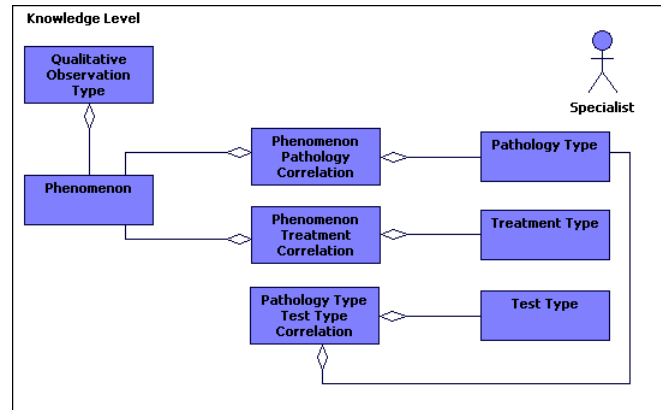 Knowledge Level
Qualitative
Observation
Type
Specialist
Phenomenon
Pathology
Correlation
Pathology Type
Phenomenon
Phenomenon
Treatment
Correlation
Treatment Type
Pathology Type
Test Type
Correlation
Test Type